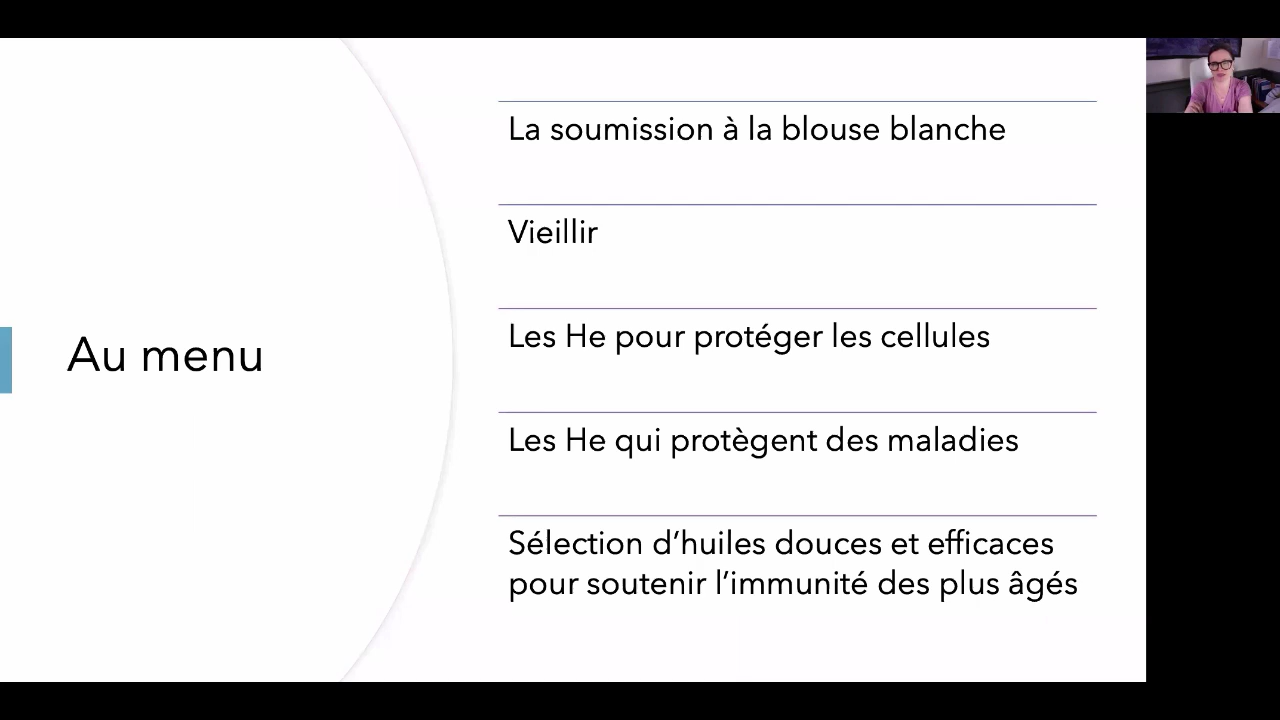 Au menu
La soumission à la blouse blanche
Vieillir
Les He pour protéger les cellules
Les He qui protègent des maladies
Sélection d’huiles douces et efficaces
pour soutenir l’immunité des plus âgés